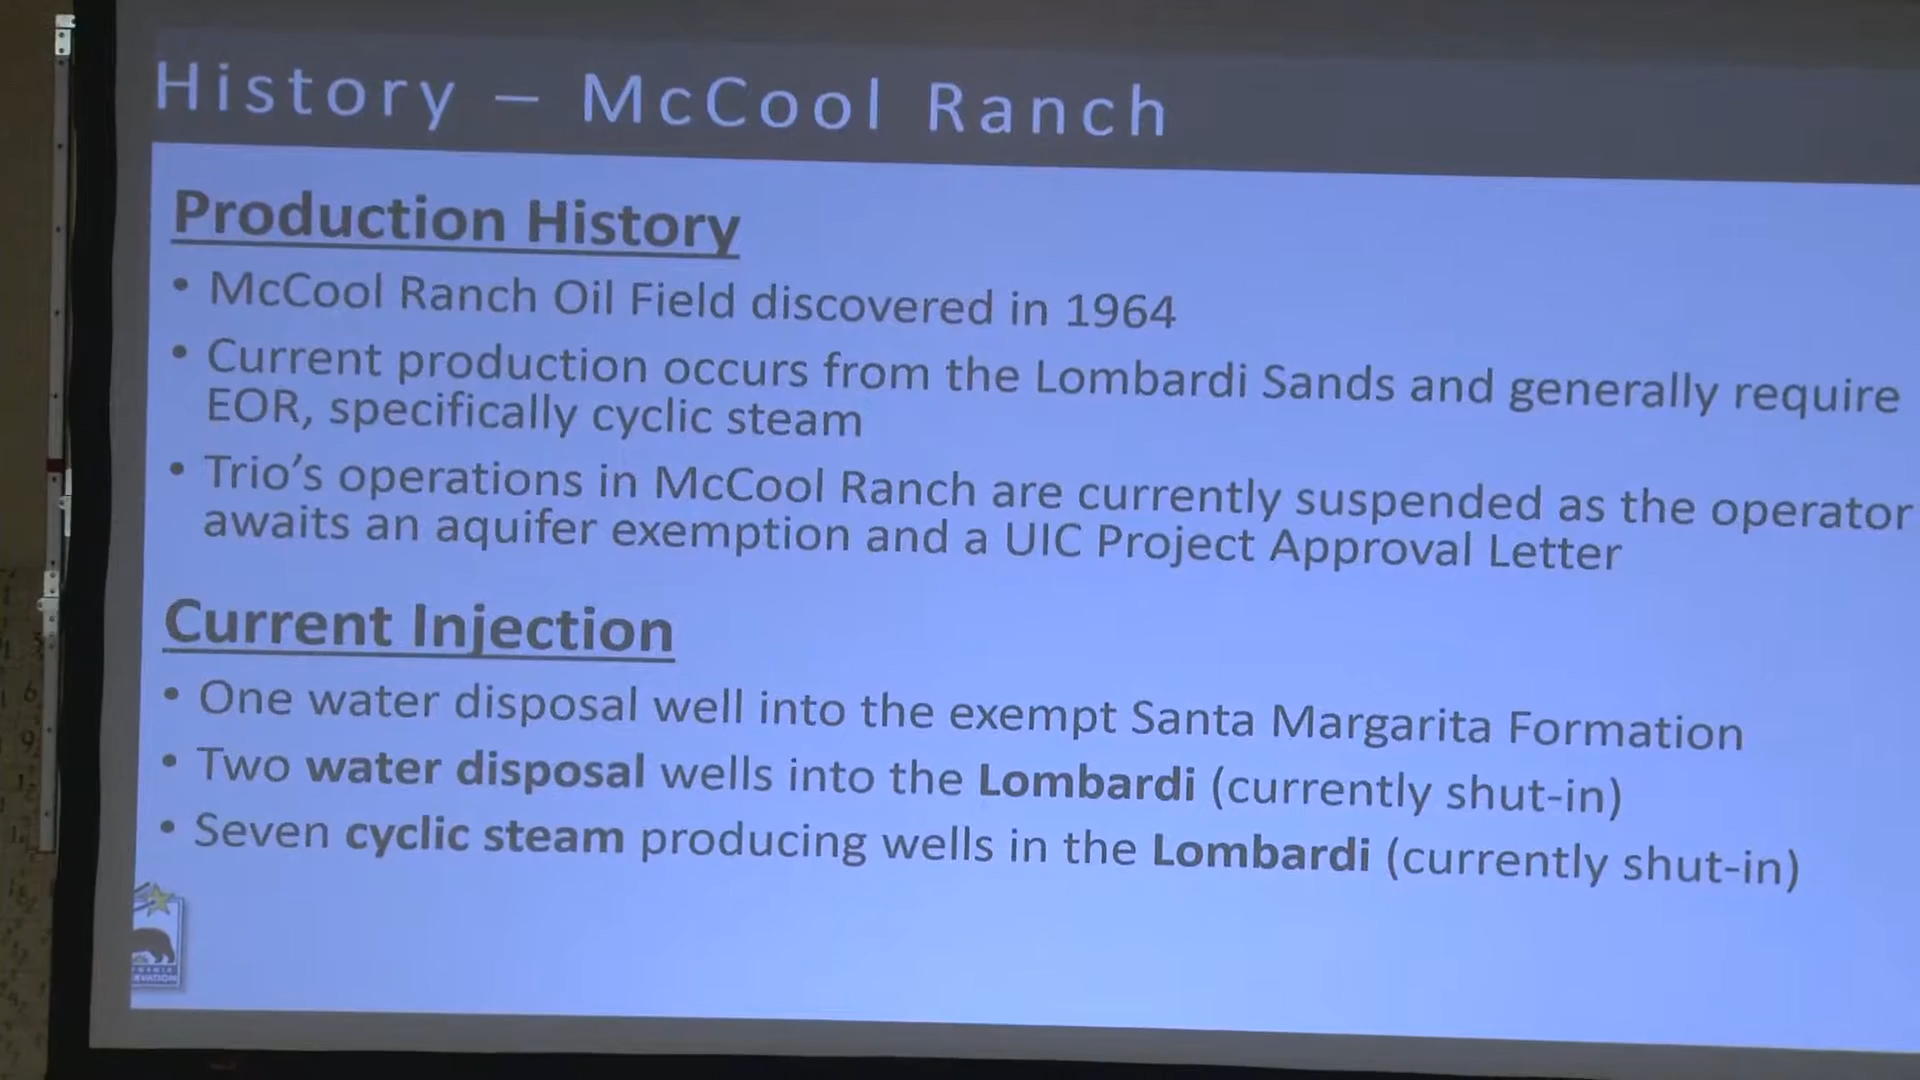 History – McCool Ranch
Production History
• McCool Ranch Oil Field discovered in 1964
• Current production occurs from the Lombardi Sands and generally require
EOR, specifically cyclic steam
• Trio's operations in McCool Ranch are currently suspended as the operator
awaits an aquifer exemption and a UIC Project Approval Letter
Current Injection
• One water disposal well into the exempt Santa Margarita Formation
• Two water disposal wells into the Lombardi (currently shut-in)
• Seven cyclic steam producing wells in the Lombardi (currently shut-in)